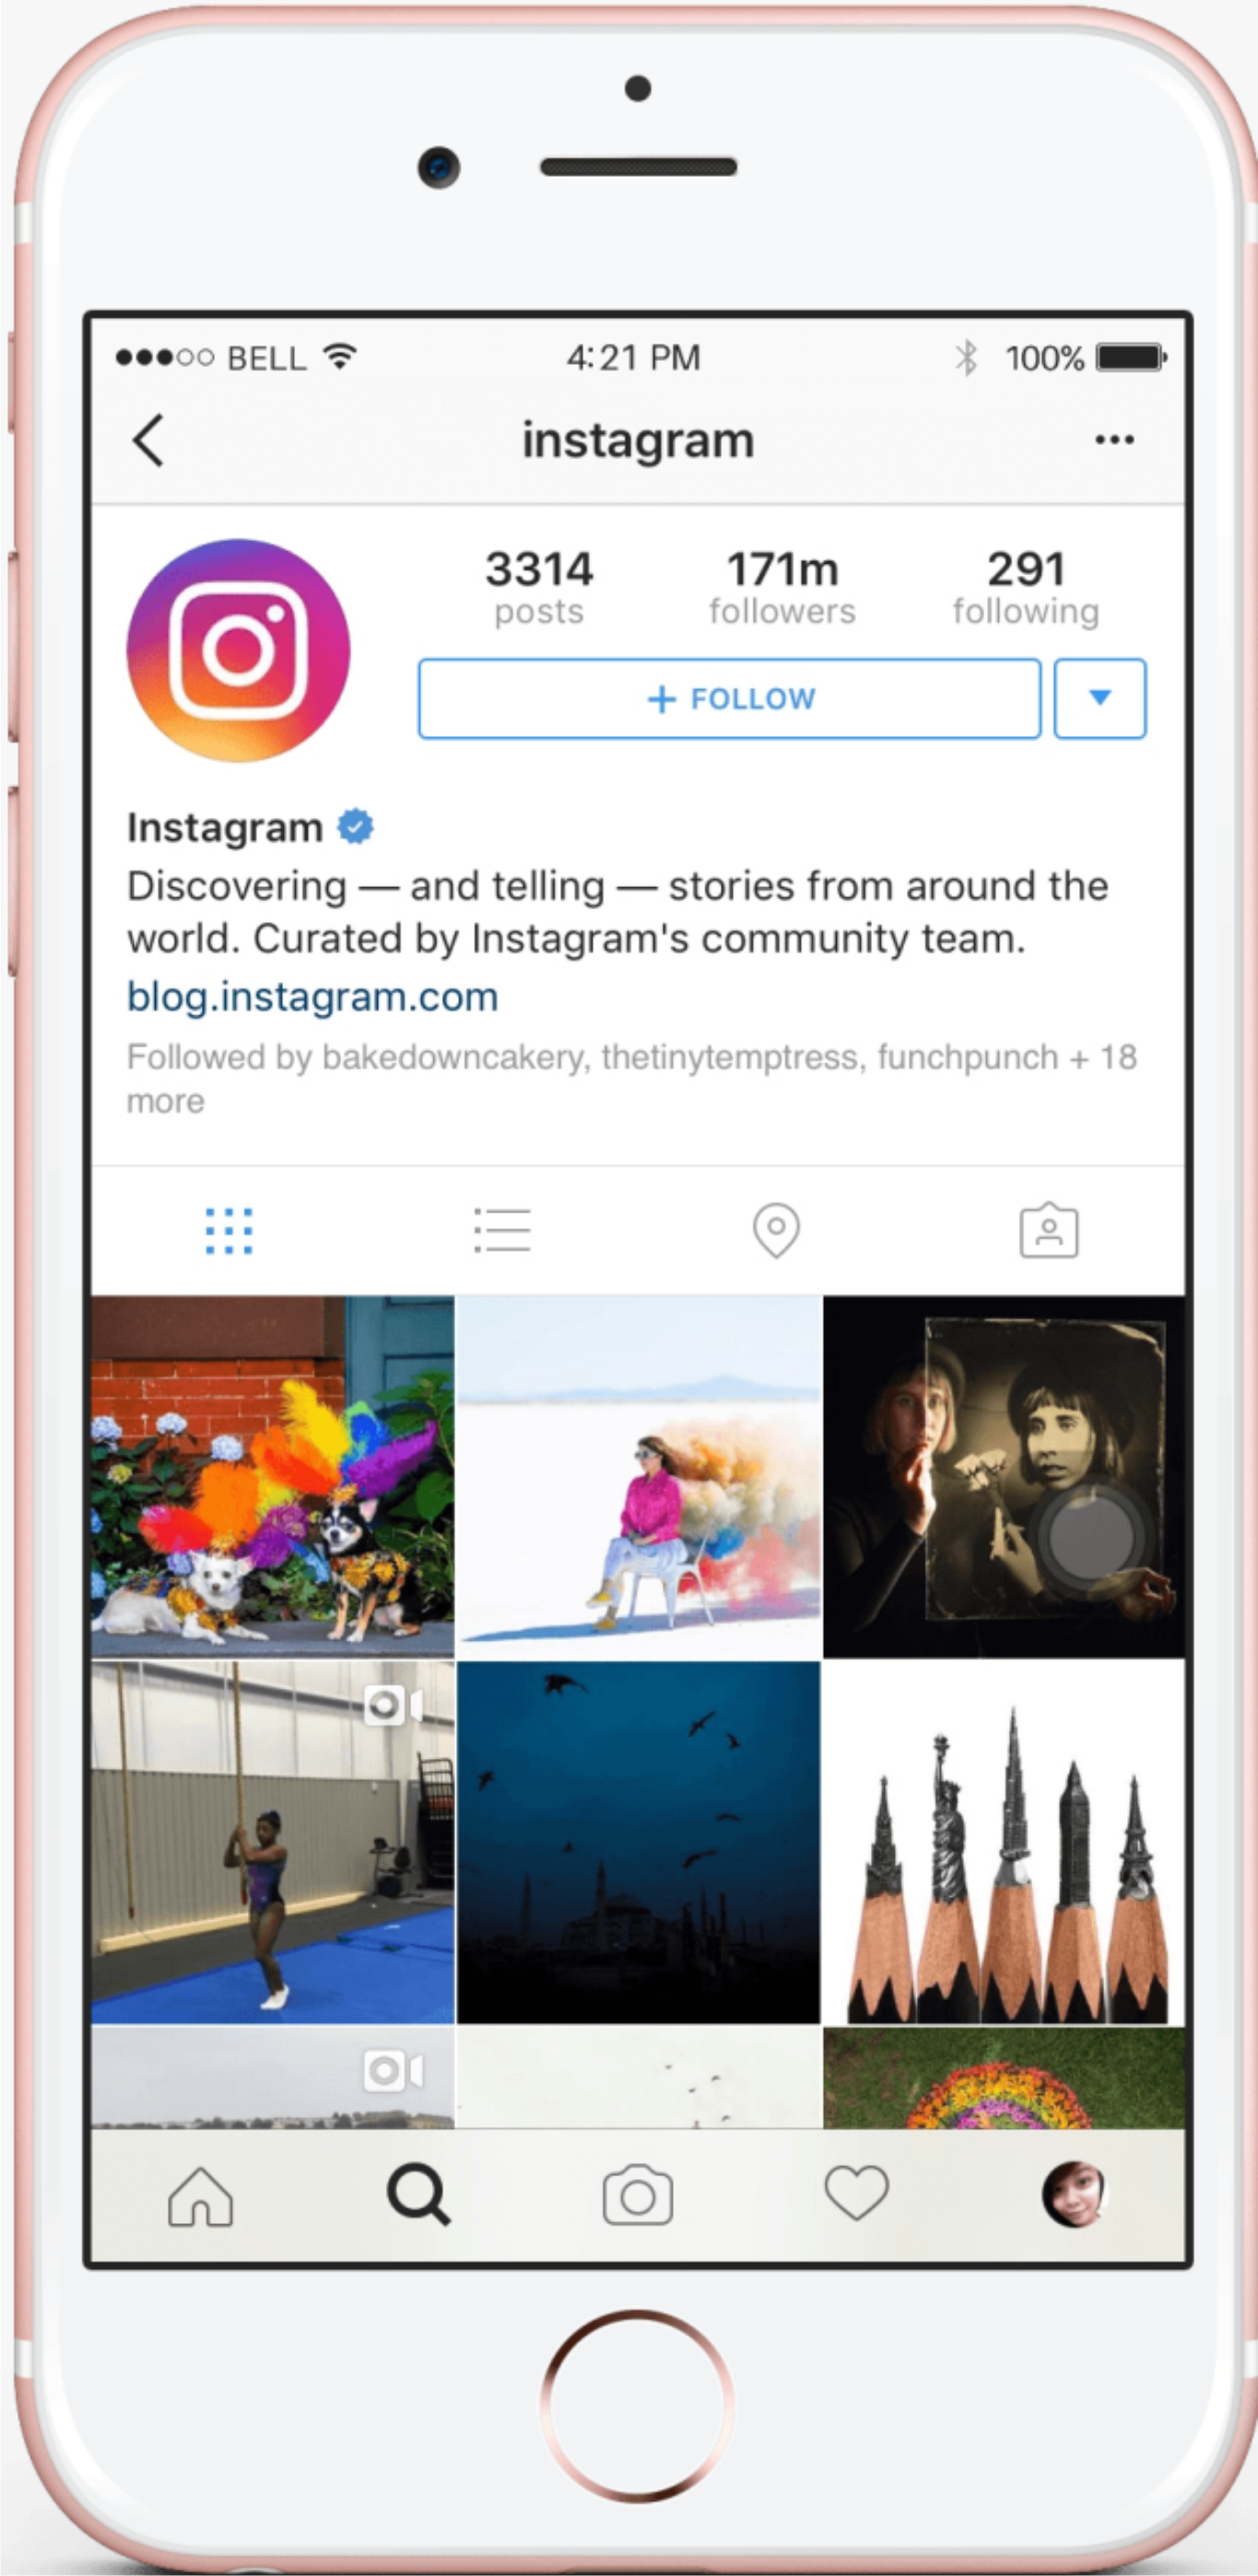 BELL 4:21 PM 100%
instagram
3314 171m 291
posts followers following
+ FOLLOW
Instagram
Discovering — and telling — stories from around the
world. Curated by Instagram's community team.
blog.instagram.com
Followed by bakedowncakery, thetinytemptress, funchpunch + 18
more